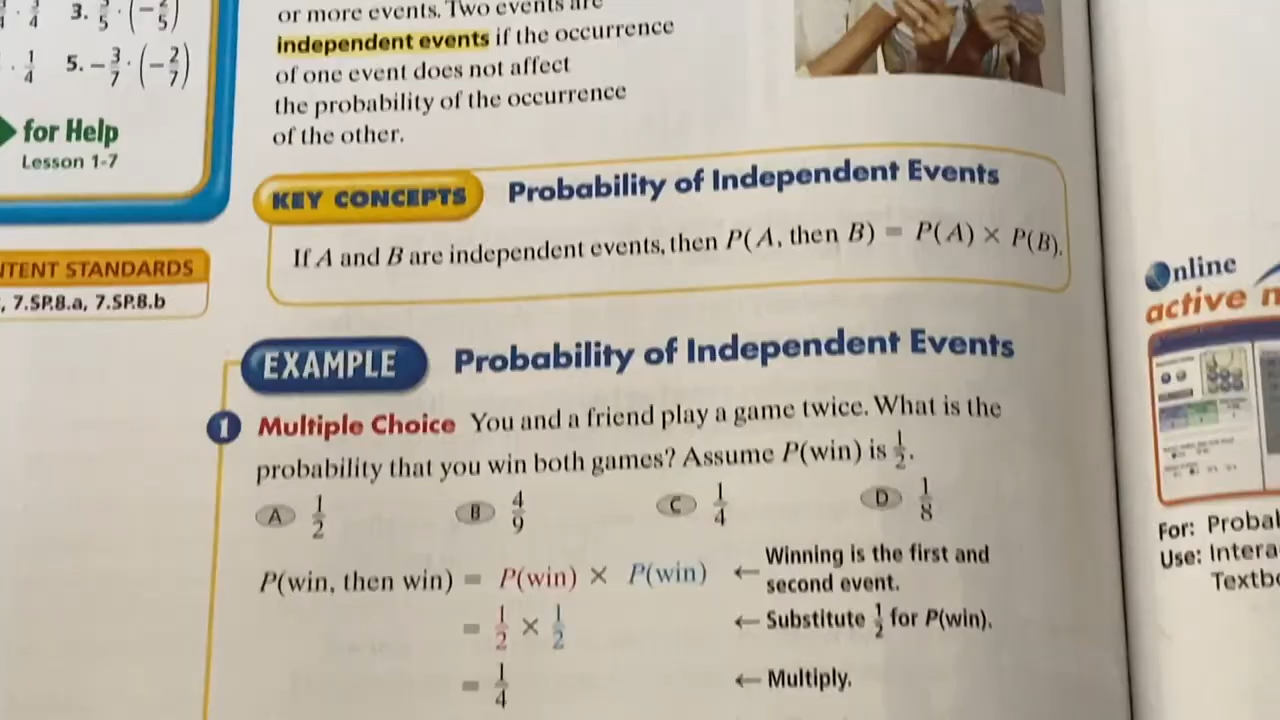 3. 3/5 · (-2/5)
· 1/4
5. -3/7 · (-2/7)
for Help
Lesson 1-7
7.SP.8.a, 7.SP.8.b
or more events. Two events are
independent events if the occurrence
of one event does not affect
the probability of the occurrence
of the other.
KEY CONCEPTS Probability of Independent Events
If A and B are independent events, then P(A, then B) = P(A) × P(B).
EXAMPLE Probability of Independent Events
1 Multiple Choice You and a friend play a game twice. What is the
probability that you win both games? Assume P(win) is 1/2.
A 1/2 B 4/9 C 1/4 D 1/8
P(win, then win) = P(win) × P(win) ← Winning is the first and
second event.
= 1/2 × 1/2 ← Substitute 1/2 for P(win).
= 1/4 ← Multiply.
STANDARDS
Online
active
For:
Use: